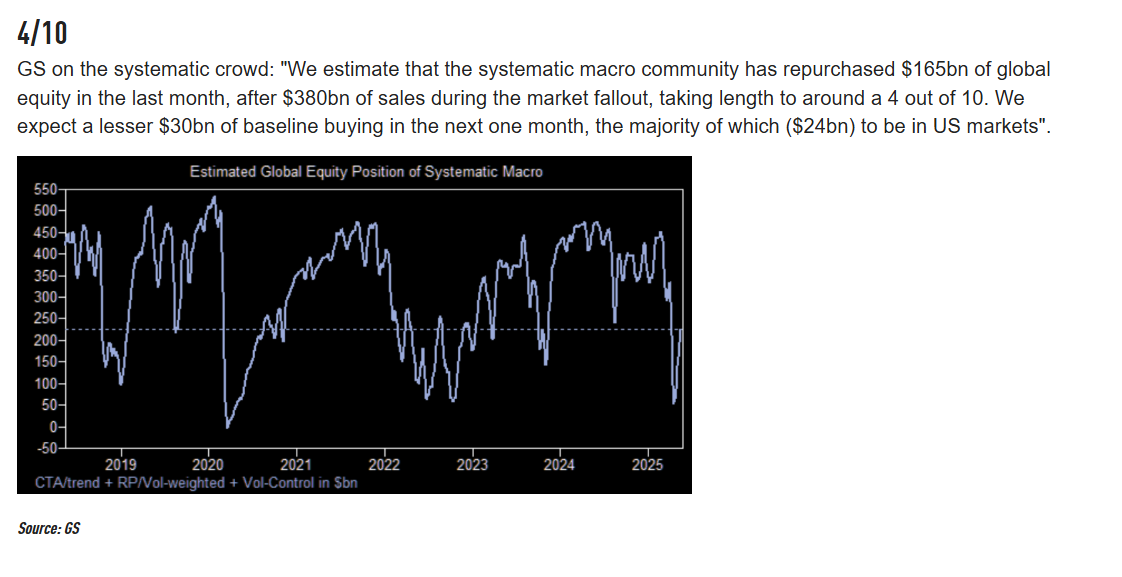 4/10
GS on the systematic crowd: "We estimate that the systematic macro community has repurchased $165bn of global
equity in the last month, after $380bn of sales during the market fallout, taking length to around a 4 out of 10. We
expect a lesser $30bn of baseline buying in the next one month, the majority of which ($24bn) to be in US markets".
Estimated Global Equity Position of Systematic Macro
550
500
450
400
350
300
250
200
150
100
50
0
-50
2019 2020 2021 2022 2023 2024 2025
CTA/trend + RP/Vol-weighted + Vol-Control in $bn
Source: GS